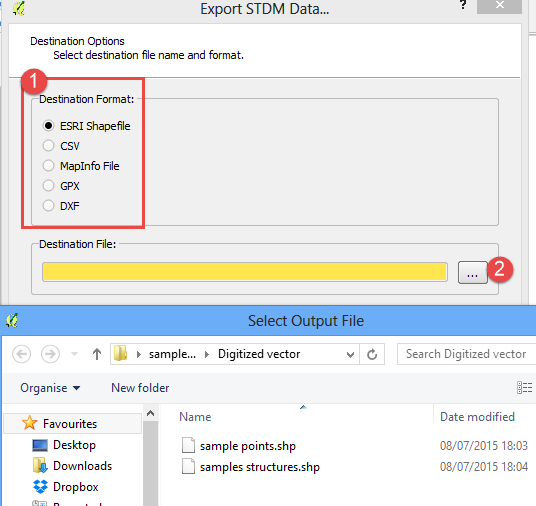 Export STDM Data...
?
Destination Options
Select destination file name and format.
1
Destination Format:
ESRI Shapefile
CSV
MapInfo File
GPX
DXF
Destination File:
...
2
Select Output File
sample... Digitized vector
Search Digitized vector
Organise
New folder
Favourites
Name
Date modified
Desktop
sample points.shp
08/07/2015 18:03
Downloads
samples structures.shp
08/07/2015 18:04
Dropbox